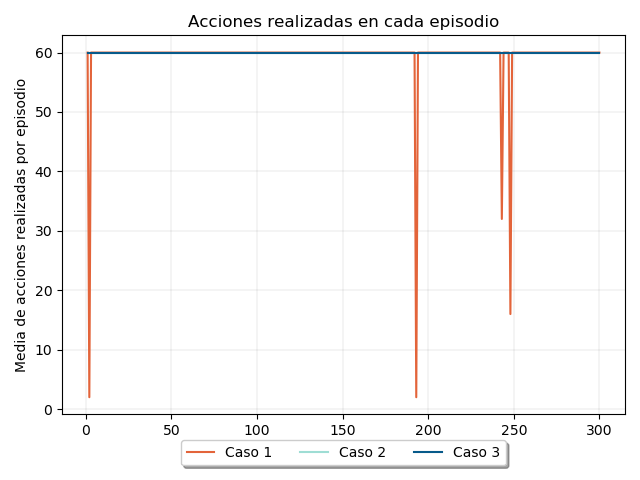 Acciones realizadas en cada episodio
Media de acciones realizadas por episodio
60
50
40
30
20
10
0
0 50 100 150 200 250 300
Caso 1 Caso 2 Caso 3